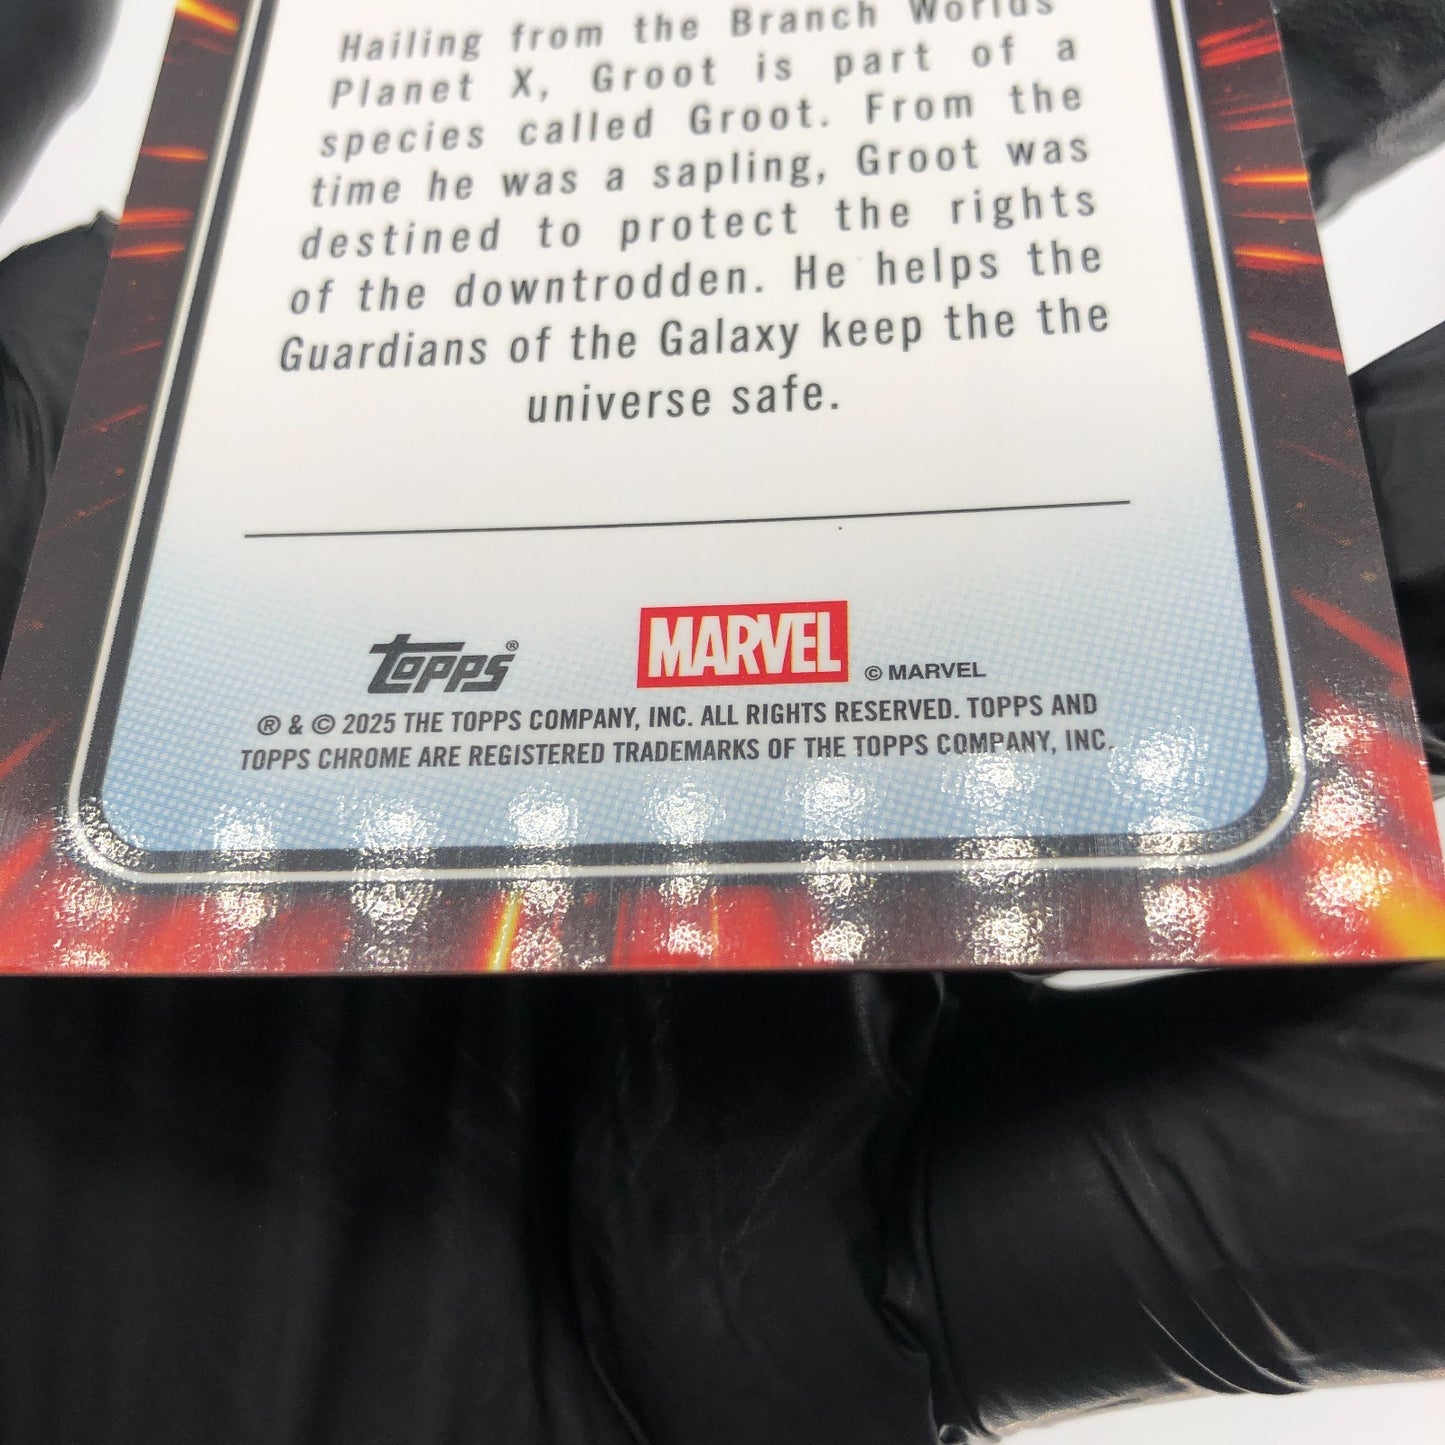 Hailing from the Branch Worlds
Planet X, Groot is part of a
species called Groot. From the
time he was a sapling, Groot was
destined to protect the rights
of the downtrodden. He helps the
Guardians of the Galaxy keep the the
universe safe.
TOPPS®
MARVEL
© MARVEL
® & © 2025 THE TOPPS COMPANY, INC. ALL RIGHTS RESERVED. TOPPS AND
TOPPS CHROME ARE REGISTERED TRADEMARKS OF THE TOPPS COMPANY, INC.